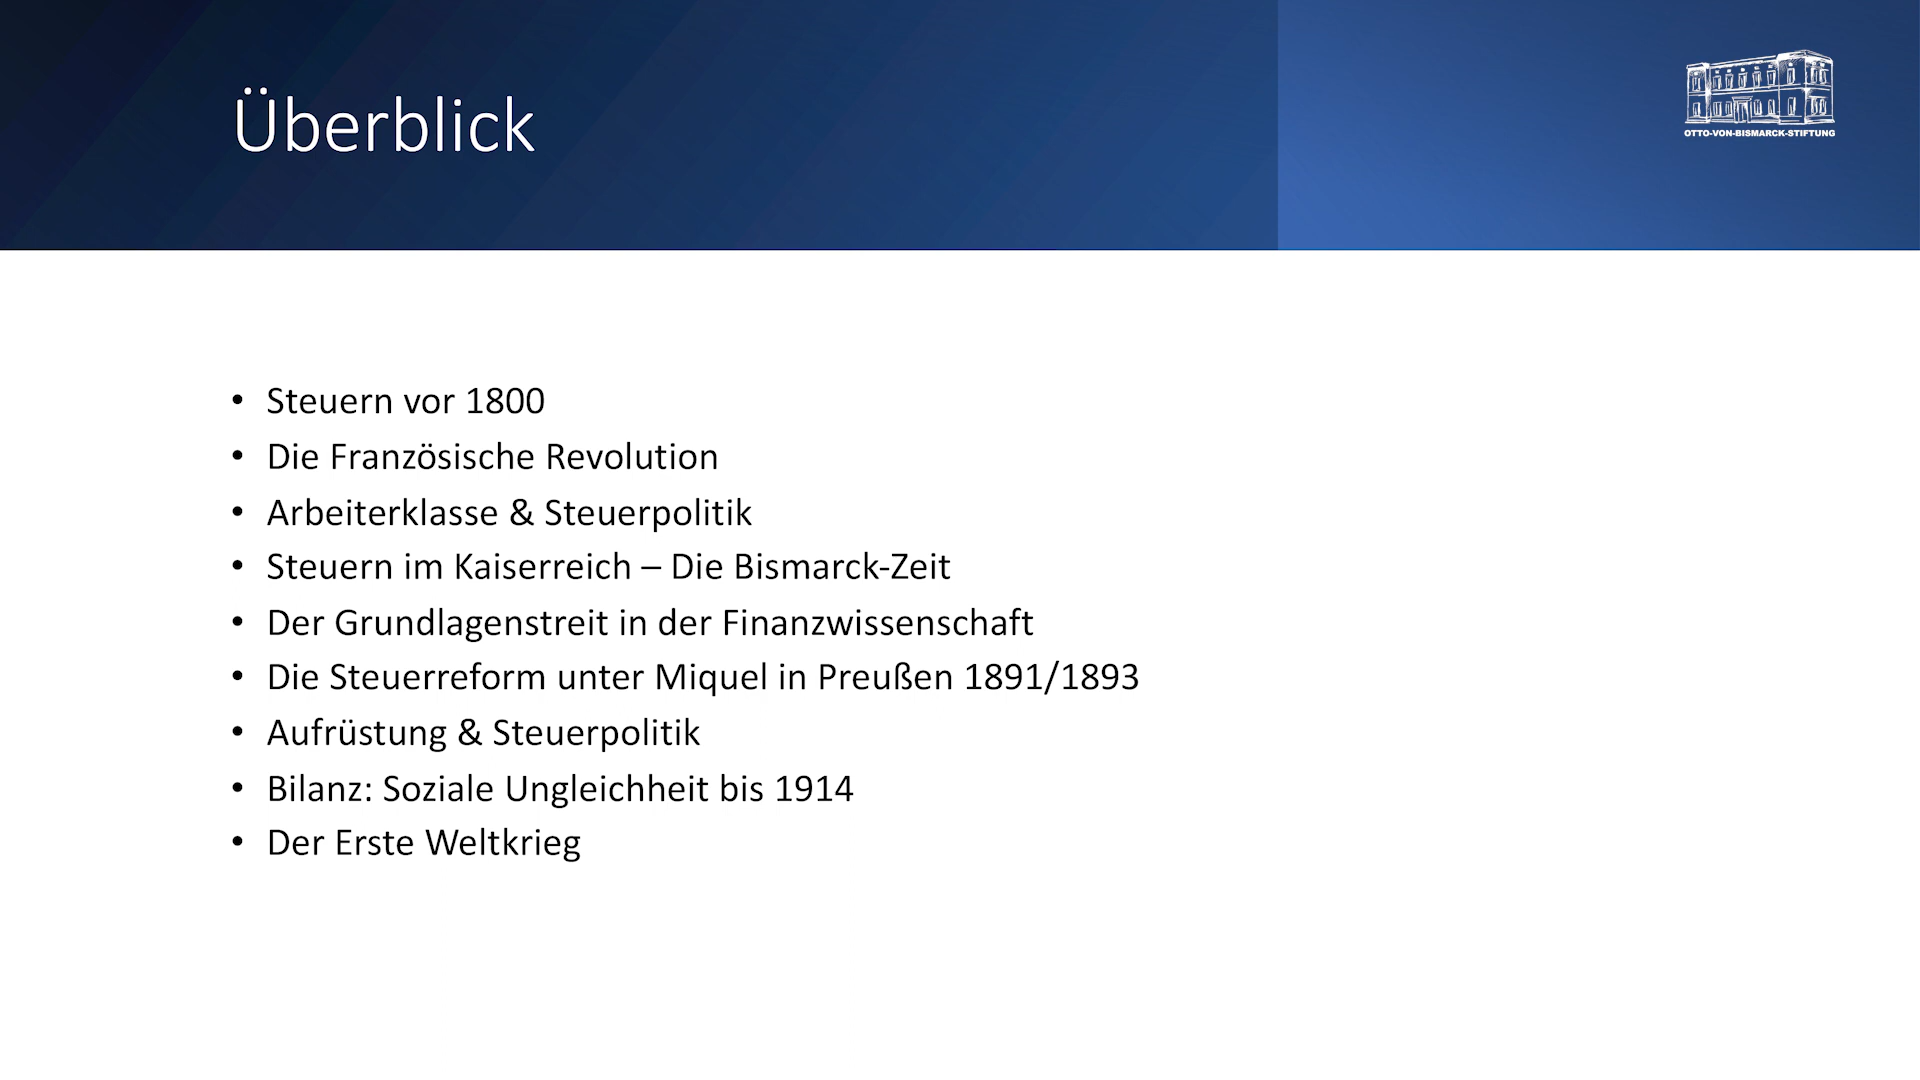 Überblick
OTTO-VON-BISMARCK-STIFTUNG
• Steuern vor 1800
• Die Französische Revolution
• Arbeiterklasse & Steuerpolitik
• Steuern im Kaiserreich – Die Bismarck-Zeit
• Der Grundlagenstreit in der Finanzwissenschaft
• Die Steuerreform unter Miquel in Preußen 1891/1893
• Aufrüstung & Steuerpolitik
• Bilanz: Soziale Ungleichheit bis 1914
• Der Erste Weltkrieg